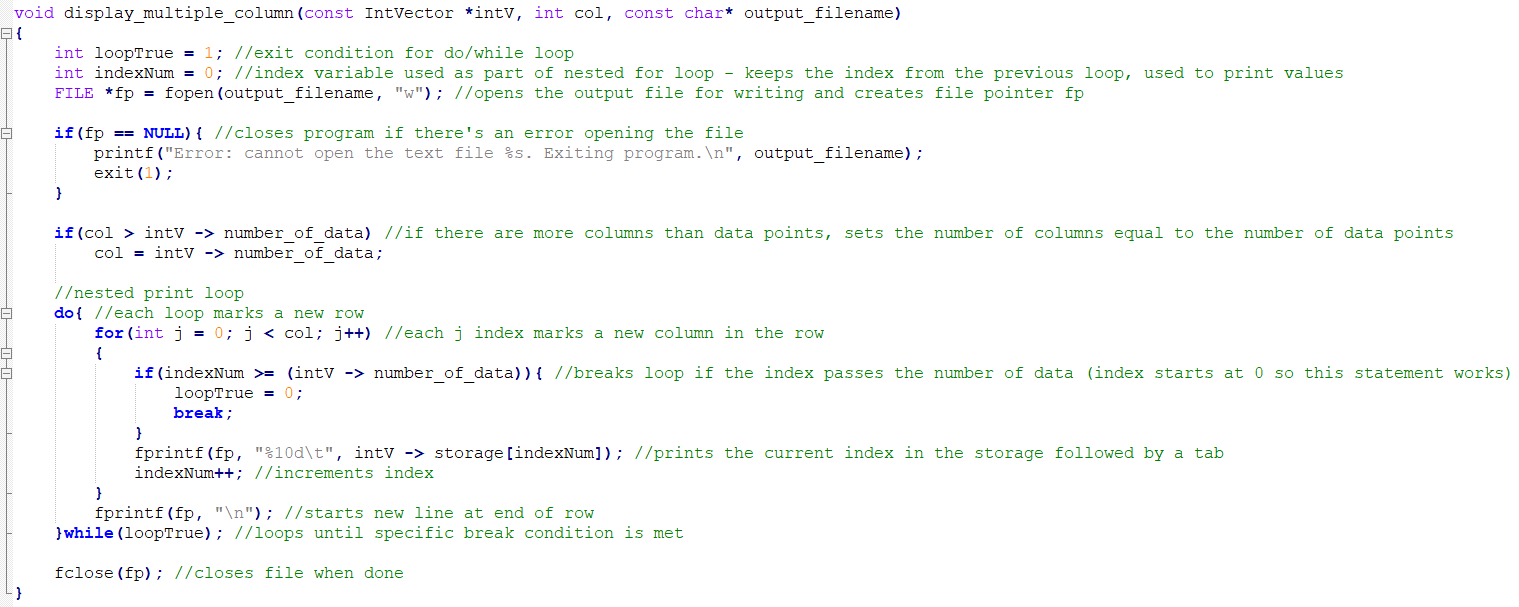 void display_multiple_column(const IntVector *intV, int col, const char* output_filename)
{
    int loopTrue = 1; //exit condition for do/while loop
    int indexNum = 0; //index variable used as part of nested for loop - keeps the index from the previous loop, used to print values
    FILE *fp = fopen(output_filename, "w"); //opens the output file for writing and creates file pointer fp

    if(fp == NULL){ //closes program if there's an error opening the file
        printf("Error: cannot open the text file %s. Exiting program.\n", output_filename);
        exit(1);
    }

    if(col > intV -> number_of_data) //if there are more columns than data points, sets the number of columns equal to the number of data points
        col = intV -> number_of_data;

    //nested print loop
    do{ //each loop marks a new row
        for(int j = 0; j < col; j++) //each j index marks a new column in the row
        {
            if(indexNum >= (intV -> number_of_data)){ //breaks loop if the index passes the number of data (index starts at 0 so this statement works)
                loopTrue = 0;
                break;
            }
            fprintf(fp, "%10d\t", intV -> storage[indexNum]); //prints the current index in the storage followed by a tab
            indexNum++; //increments index
        }
        fprintf(fp, "\n"); //starts new line at end of row
    }while(loopTrue); //loops until specific break condition is met

    fclose(fp); //closes file when done
}